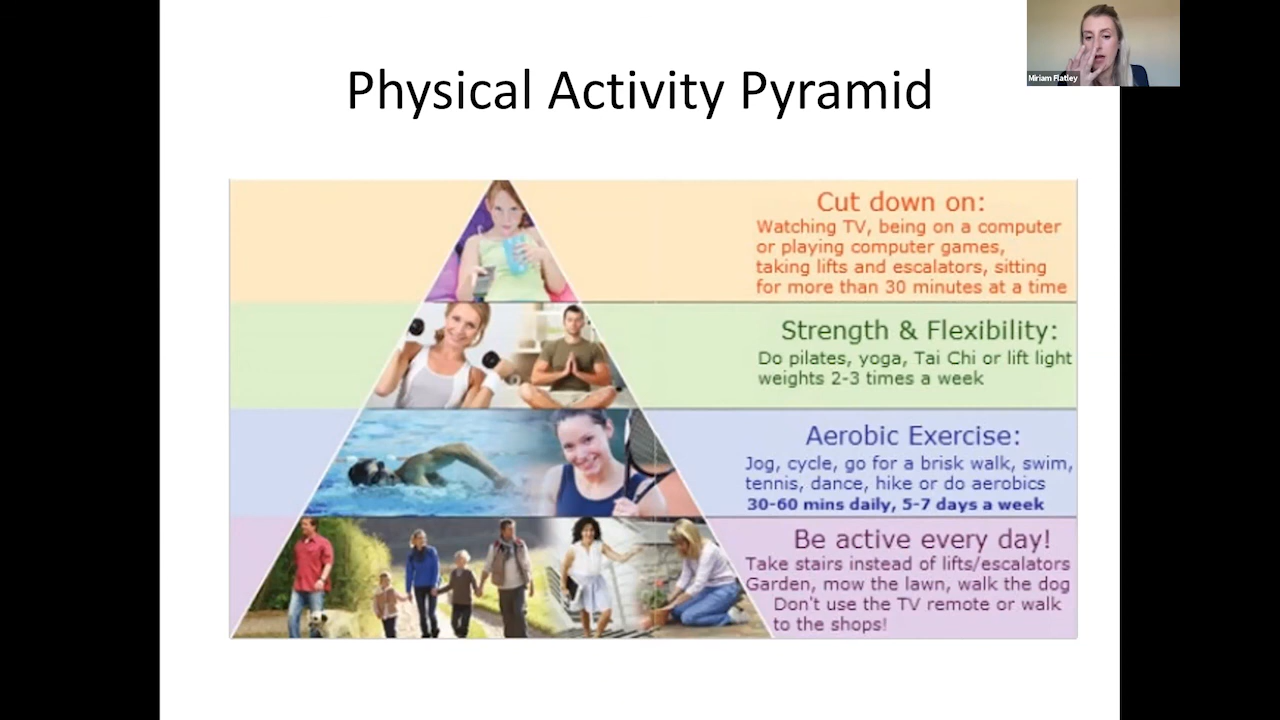 Miriam Flatley
Physical Activity Pyramid
Cut down on:
Watching TV, being on a computer
or playing computer games,
taking lifts and escalators, sitting
for more than 30 minutes at a time
Strength & Flexibility:
Do pilates, yoga, Tai Chi or lift light
weights 2-3 times a week
Aerobic Exercise:
Jog, cycle, go for a brisk walk, swim,
tennis, dance, hike or do aerobics
30-60 mins daily, 5-7 days a week
Be active every day!
Take stairs instead of lifts/escalators
Garden, mow the lawn, walk the dog
Don't use the TV remote or walk
to the shops!